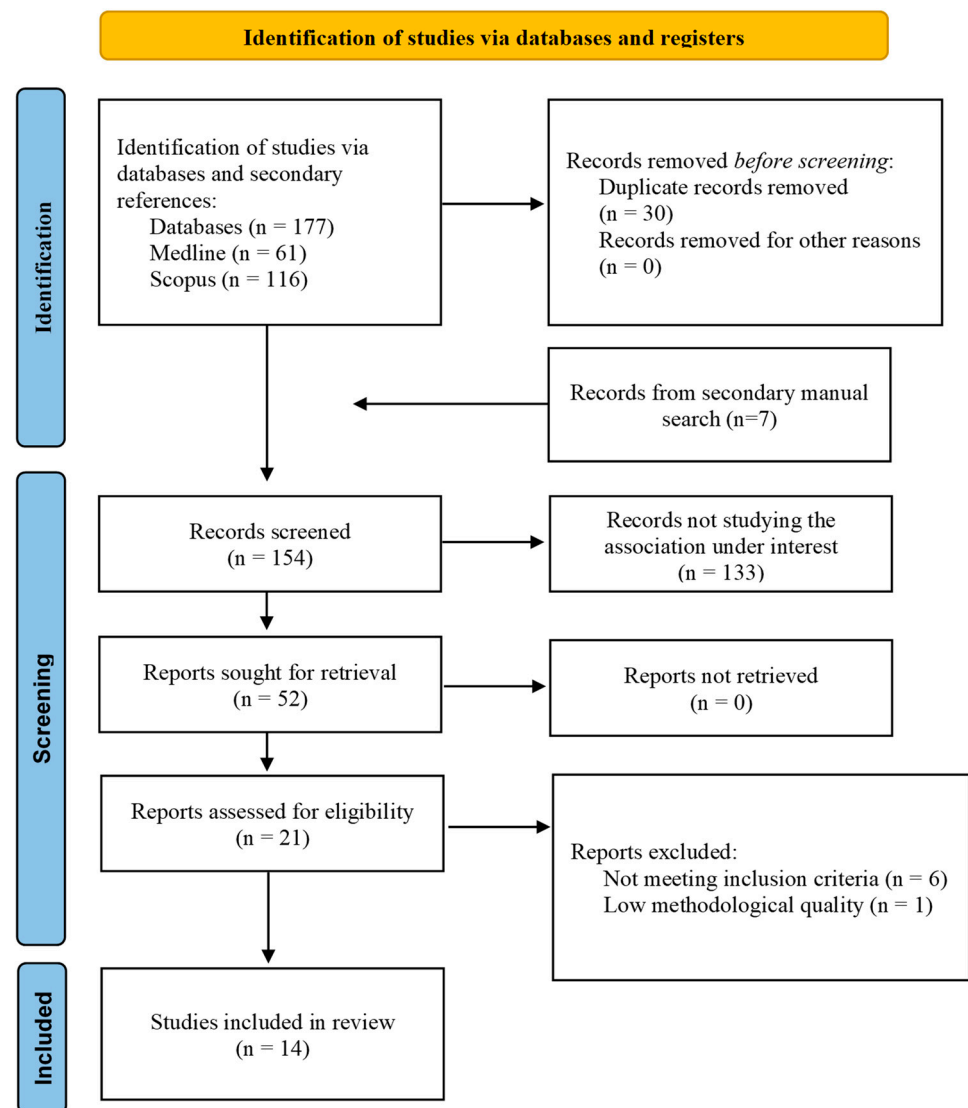 Identification of studies via databases and registers
Identification
Identification of studies via
databases and secondary
references:
Databases (n = 177)
Medline (n = 61)
Scopus (n = 116)
Records removed before screening:
Duplicate records removed
(n = 30)
Records removed for other reasons
(n = 0)
Records from secondary manual
search (n=7)
Screening
Records screened
(n = 154)
Records not studying the
association under interest
(n = 133)
Reports sought for retrieval
(n = 52)
Reports not retrieved
(n = 0)
Reports assessed for eligibility
(n = 21)
Reports excluded:
Not meeting inclusion criteria (n = 6)
Low methodological quality (n = 1)
Included
Studies included in review
(n = 14)